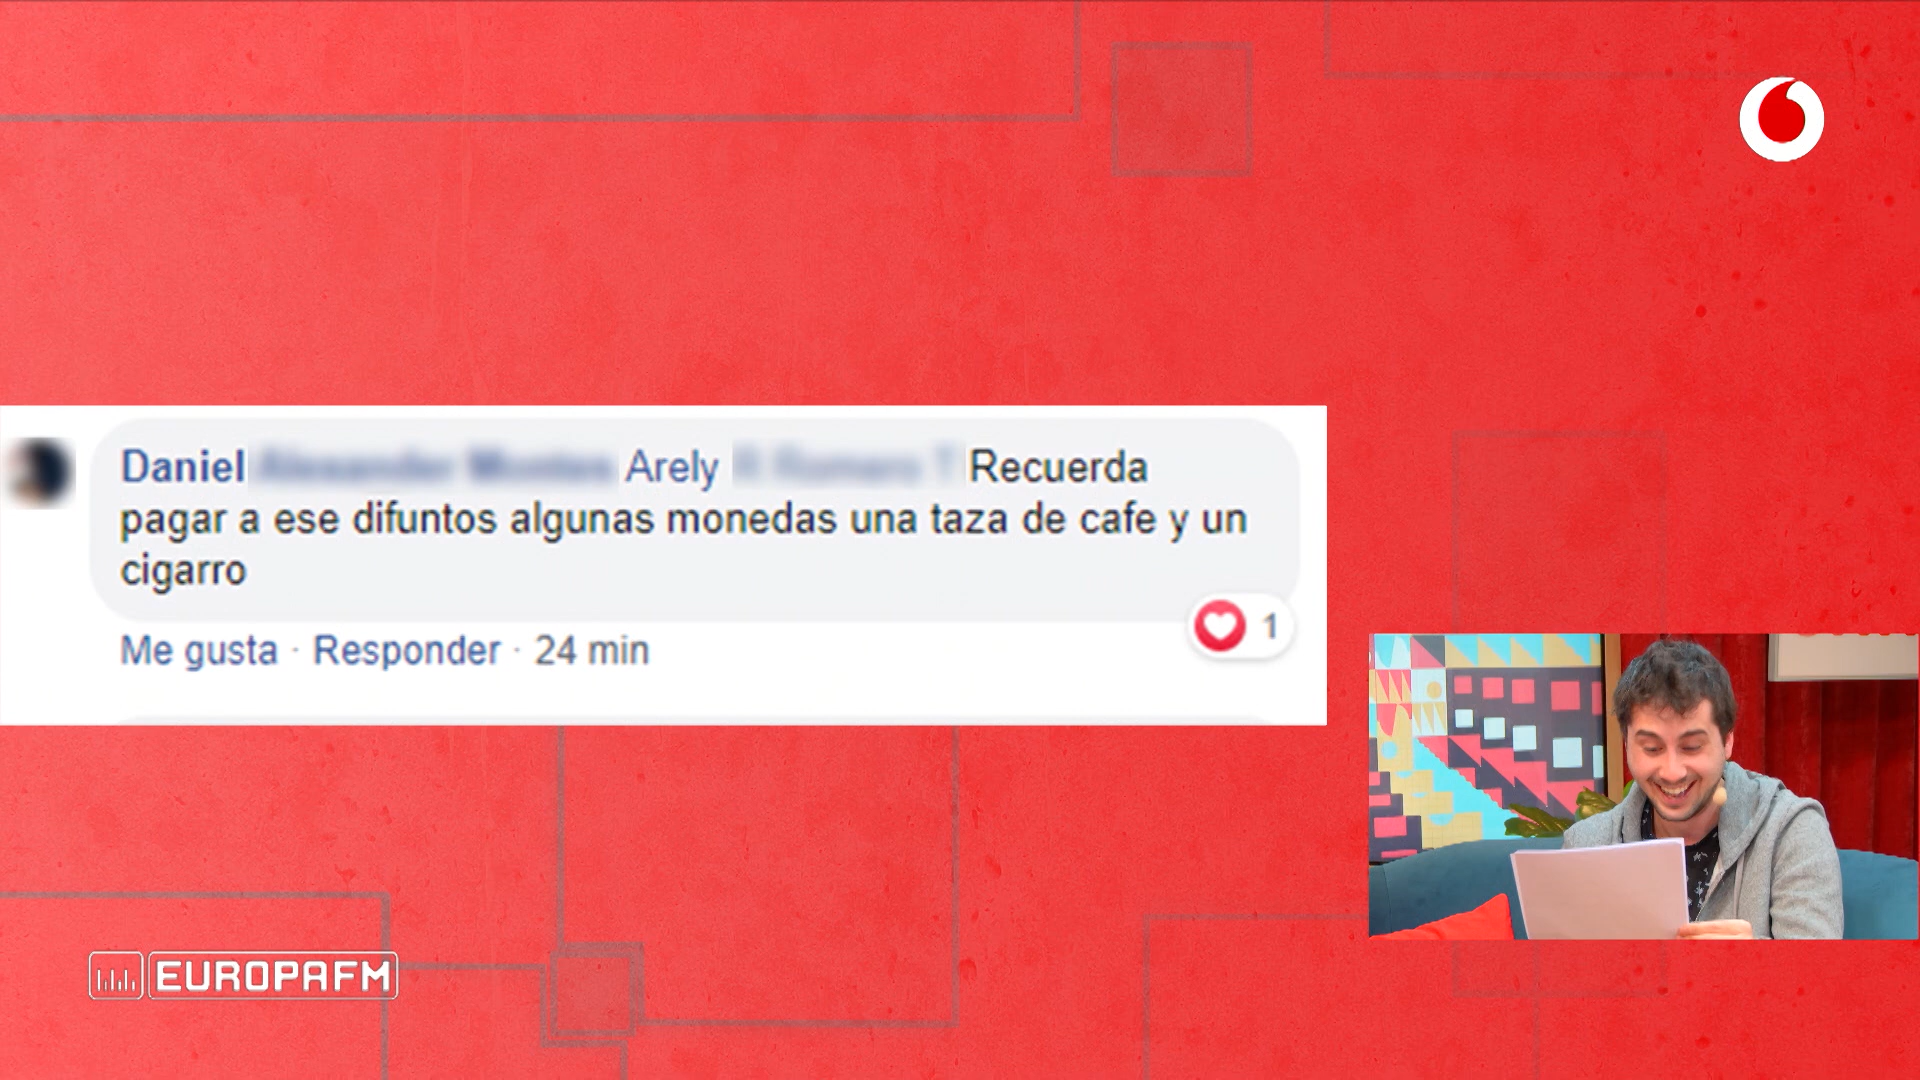 Daniel Arely Recuerda
pagar a ese difuntos algunas monedas una taza de cafe y un
cigarro
1
Me gusta · Responder · 24 min
EUROPAFM